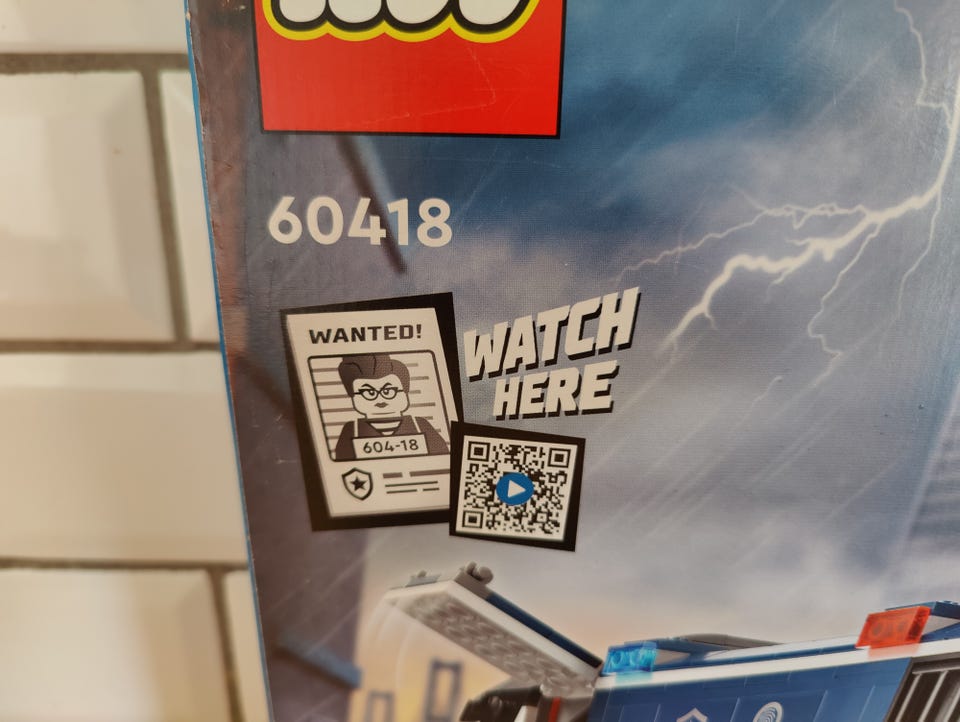 60418
WANTED!
604-18
WATCH
HERE